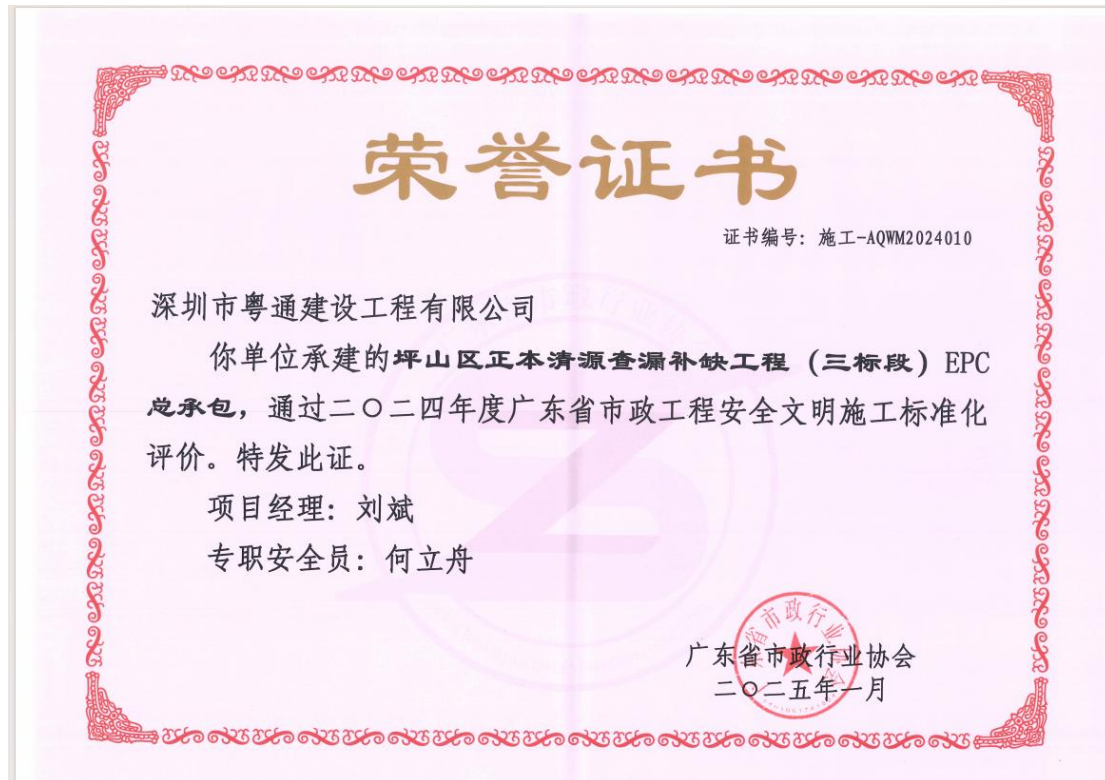 荣誉证书
证书编号：施工-AQWM2024010
深圳市粤通建设工程有限公司
你单位承建的坪山区正本清源查漏补缺工程（三标段）EPC
总承包，通过二〇二四年度广东省市政工程安全文明施工标准化
评价。特发此证。
项目经理：刘斌
专职安全员：何立舟
广东省市政行业协会
二〇二五年一月